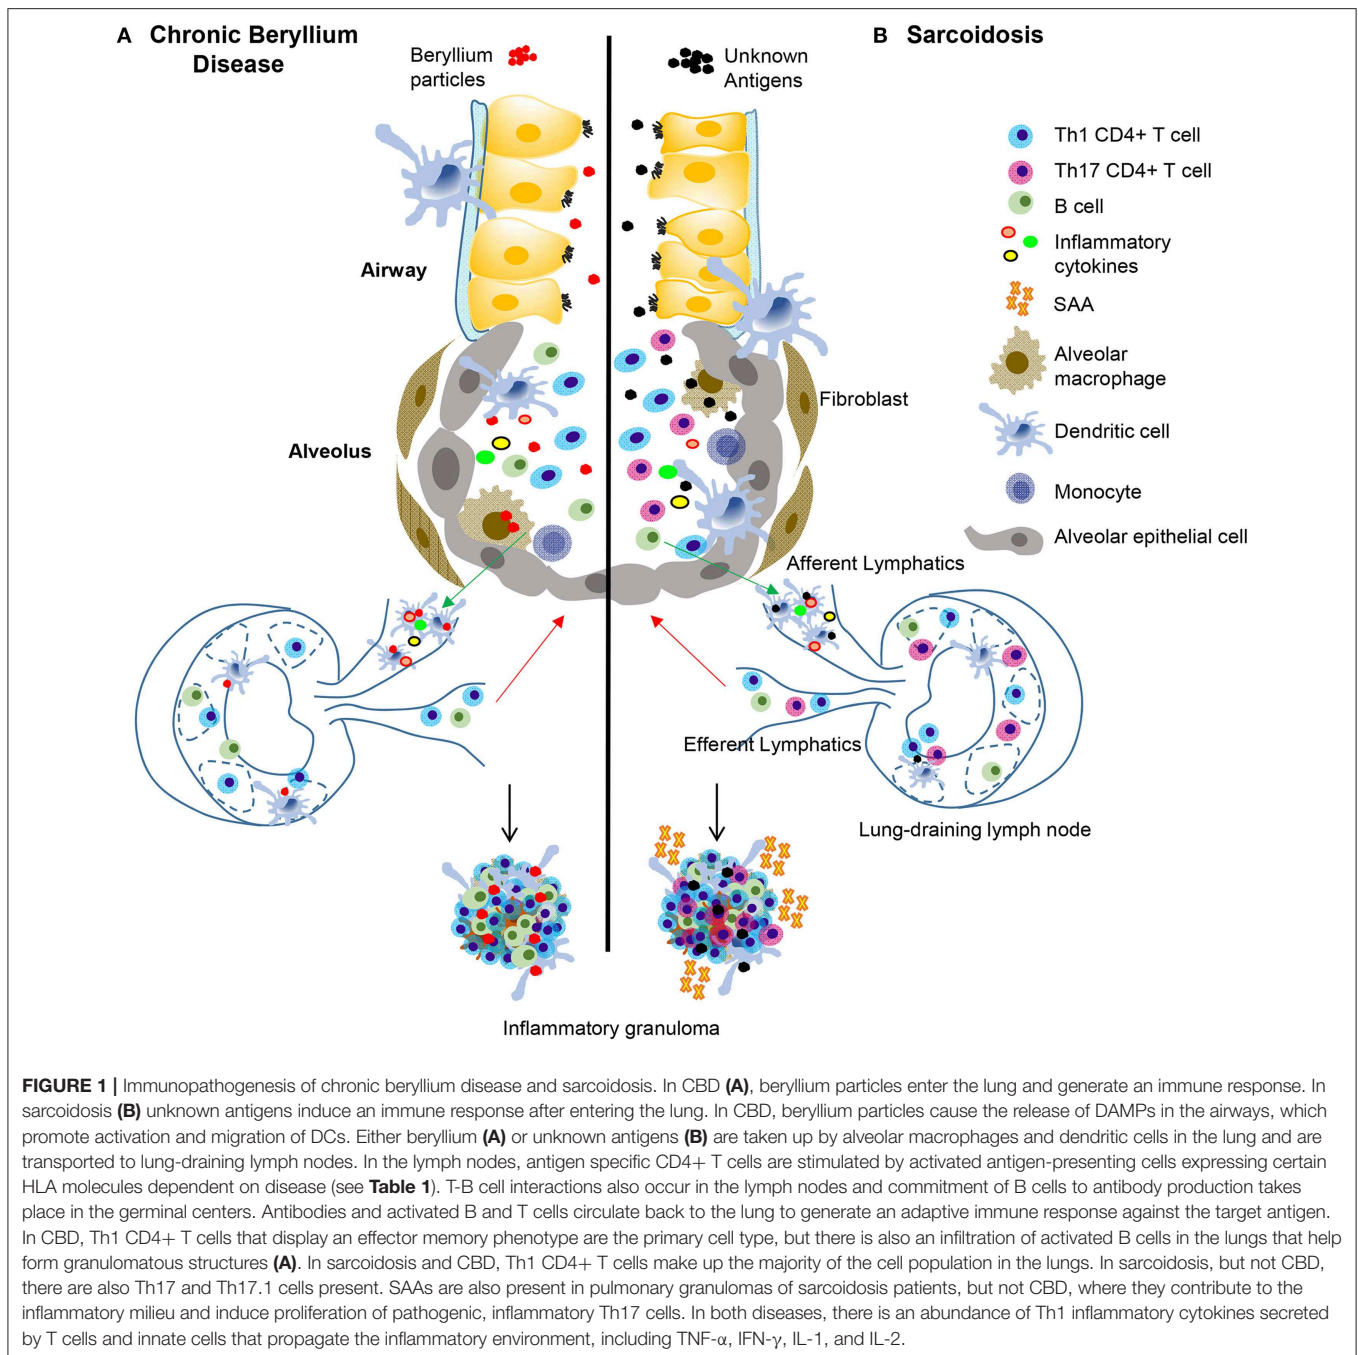 A Chronic Beryllium
Disease
Beryllium
particles
B Sarcoidosis
Unknown
Antigens
Th1 CD4+ T cell
Th17 CD4+ T cell
B cell
Inflammatory
cytokines
SAA
Alveolar
macrophage
Dendritic cell
Monocyte
Alveolar epithelial cell
Airway
Alveolus
Fibroblast
Afferent Lymphatics
Efferent Lymphatics
Lung-draining lymph node
Inflammatory granuloma
FIGURE 1 | Immunopathogenesis of chronic beryllium disease and sarcoidosis. In CBD (A), beryllium particles enter the lung and generate an immune response. In
sarcoidosis (B) unknown antigens induce an immune response after entering the lung. In CBD, beryllium particles cause the release of DAMPs in the airways, which
promote activation and migration of DCs. Either beryllium (A) or unknown antigens (B) are taken up by alveolar macrophages and dendritic cells in the lung and are
transported to lung-draining lymph nodes. In the lymph nodes, antigen specific CD4+ T cells are stimulated by activated antigen-presenting cells expressing certain
HLA molecules dependent on disease (see Table 1). T-B cell interactions also occur in the lymph nodes and commitment of B cells to antibody production takes
place in the germinal centers. Antibodies and activated B and T cells circulate back to the lung to generate an adaptive immune response against the target antigen.
In CBD, Th1 CD4+ T cells that display an effector memory phenotype are the primary cell type, but there is also an infiltration of activated B cells in the lungs that help
form granulomatous structures (A). In sarcoidosis and CBD, Th1 CD4+ T cells make up the majority of the cell population in the lungs. In sarcoidosis, but not CBD,
there are also Th17 and Th17.1 cells present. SAAs are also present in pulmonary granulomas of sarcoidosis patients, but not CBD, where they contribute to the
inflammatory milieu and induce proliferation of pathogenic, inflammatory Th17 cells. In both diseases, there is an abundance of Th1 inflammatory cytokines secreted
by T cells and innate cells that propagate the inflammatory environment, including TNF-α, IFN-γ, IL-1, and IL-2.